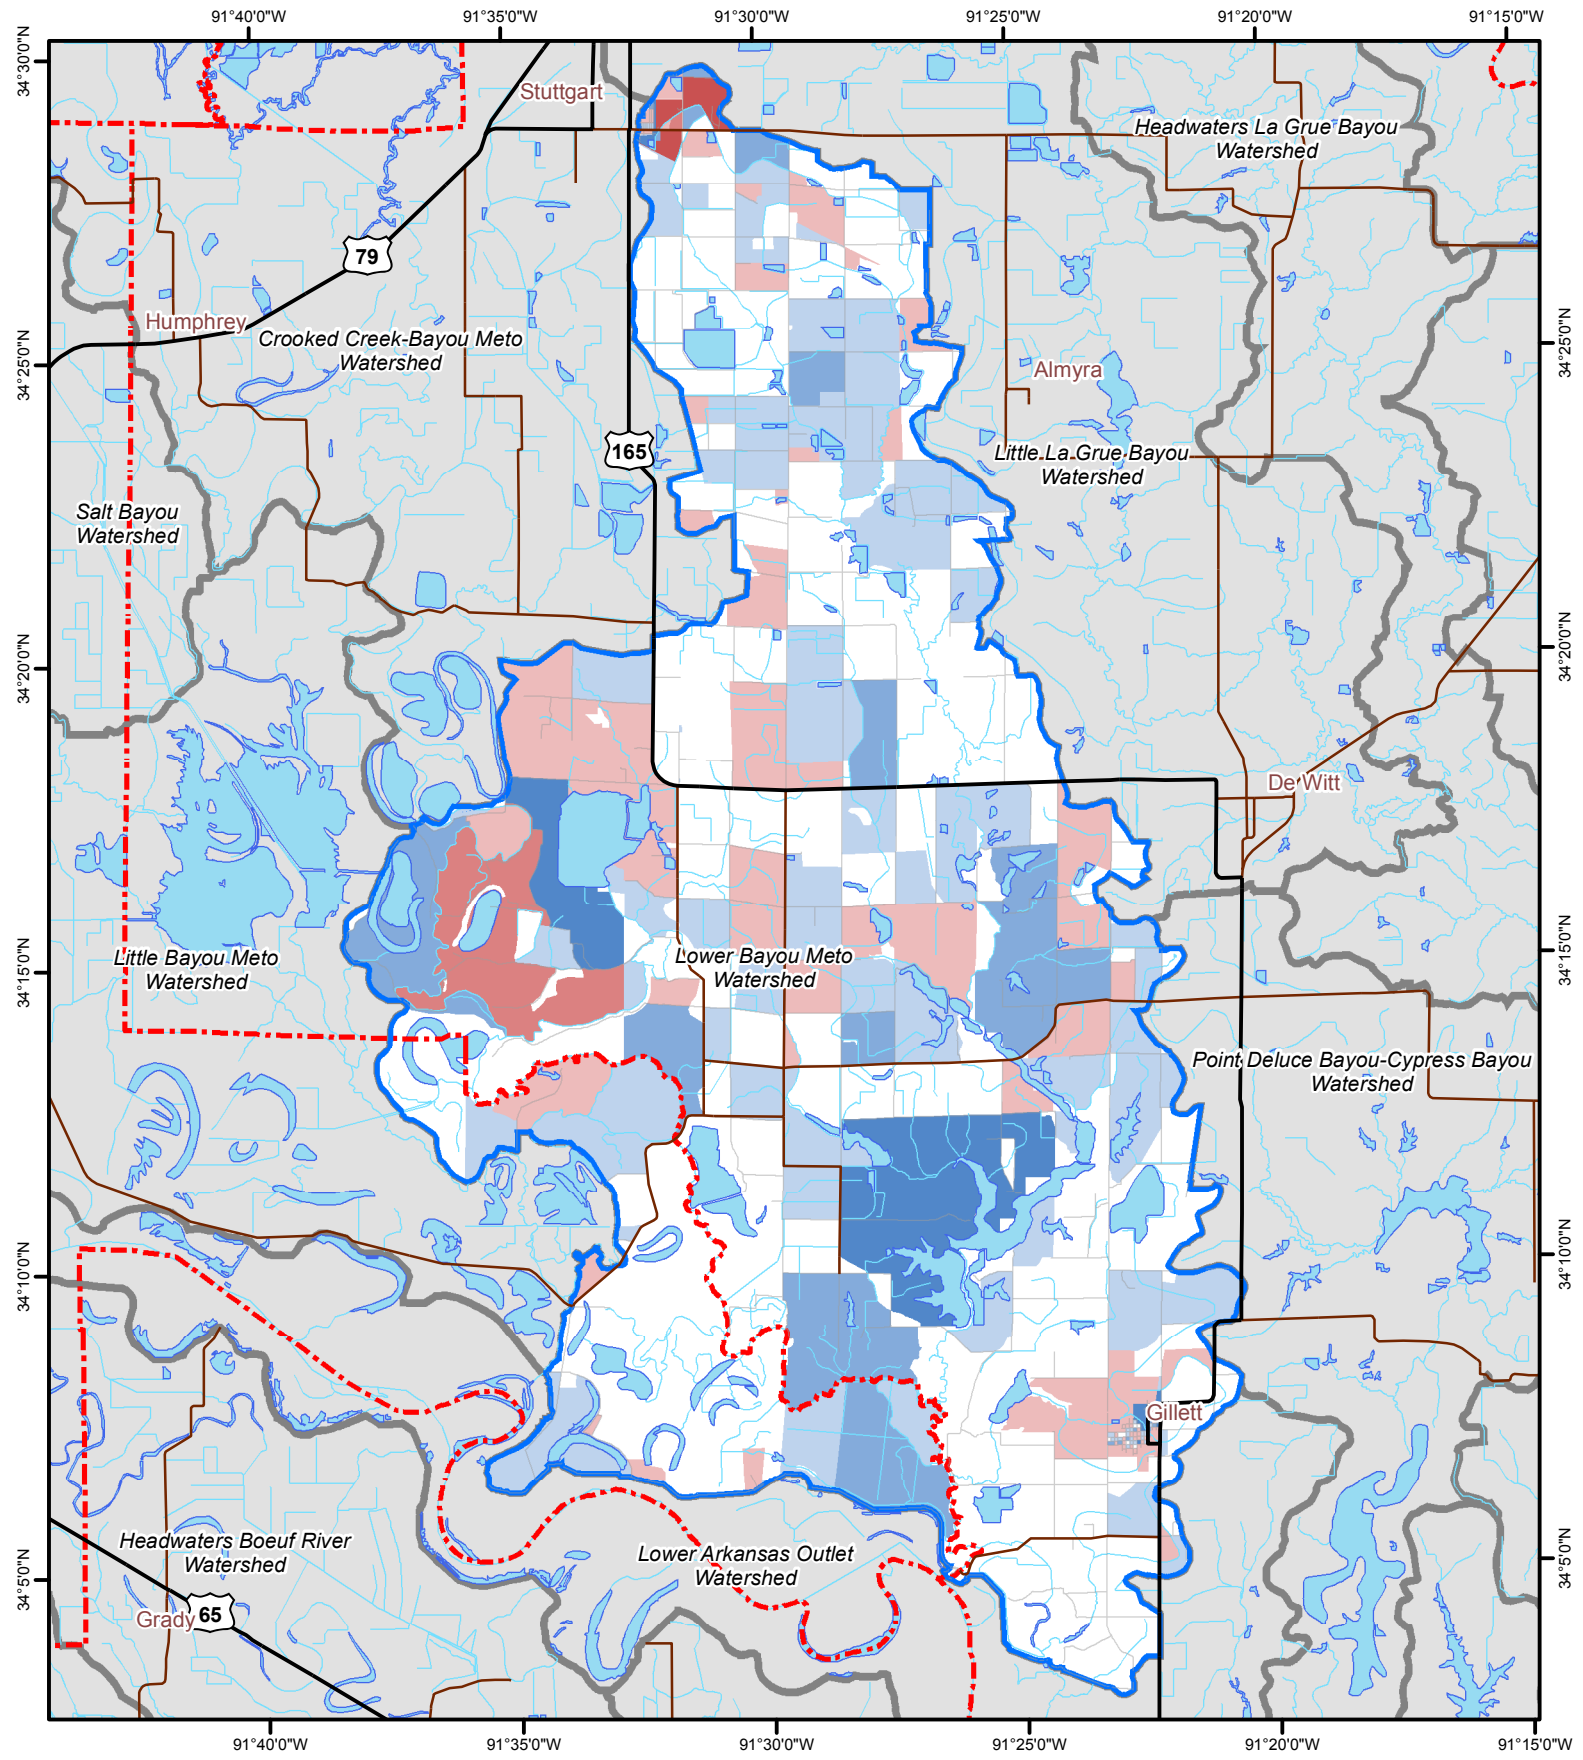 91°40'0"W
91°35'0"W
91°30'0"W
91°25'0"W
91°20'0"W
91°15'0"W
34°30'0"N
Stuttgart
Headwaters La Grue Bayou
Watershed
79
Humphrey
Crooked Creek-Bayou Meto
Watershed
34°25'0"N
34°25'0"N
Almyra
165
Little La Grue Bayou
Watershed
Salt Bayou
Watershed
34°20'0"N
34°20'0"N
De Witt
Little Bayou Meto
Watershed
Lower Bayou Meto
Watershed
34°15'0"N
34°15'0"N
Point Deluce Bayou-Cypress Bayou
Watershed
34°10'0"N
34°10'0"N
Gillett
Headwaters Boeuf River
Watershed
Lower Arkansas Outlet
Watershed
34°5'0"N
34°5'0"N
Grady
65
91°40'0"W
91°35'0"W
91°30'0"W
91°25'0"W
91°20'0"W
91°15'0"W